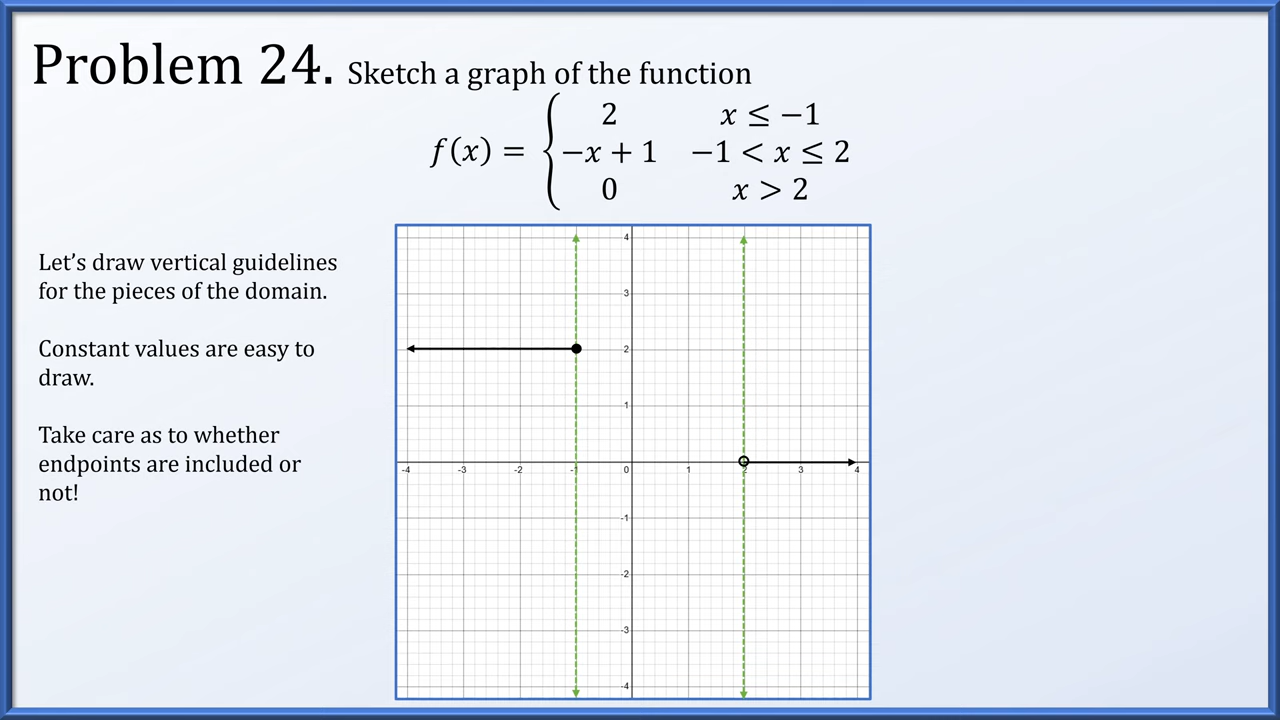 Problem 24. Sketch a graph of the function
2 x ≤ −1
f(x) = { −x + 1 −1 < x ≤ 2
0 x > 2
Let’s draw vertical guidelines
for the pieces of the domain.
Constant values are easy to
draw.
Take care as to whether
endpoints are included or
not!
4
3
2
1
-4 -3 -2 -1 0 1 2 3 4
-1
-2
-3
-4